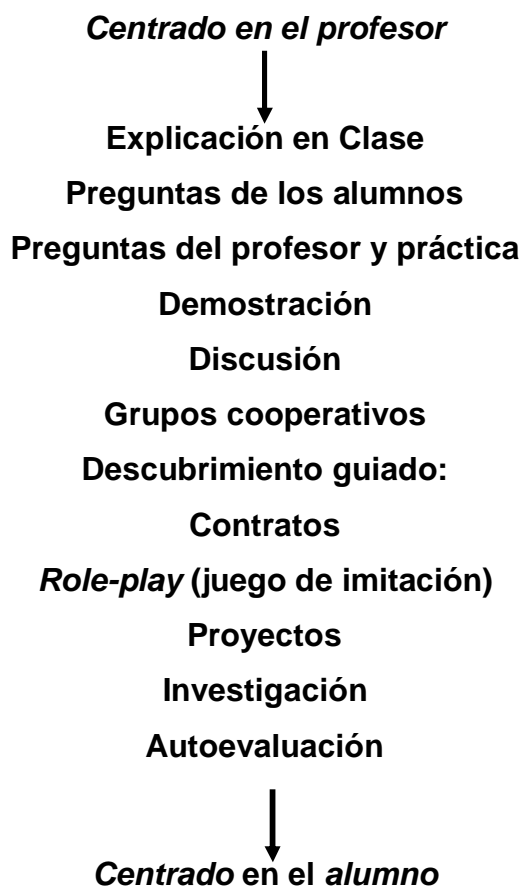 Centrado en el profesor
Explicación en Clase
Preguntas de los alumnos
Preguntas del profesor y práctica
Demostración
Discusión
Grupos cooperativos
Descubrimiento guiado:
Contratos
Role-play (juego de imitación)
Proyectos
Investigación
Autoevaluación
Centrado en el alumno